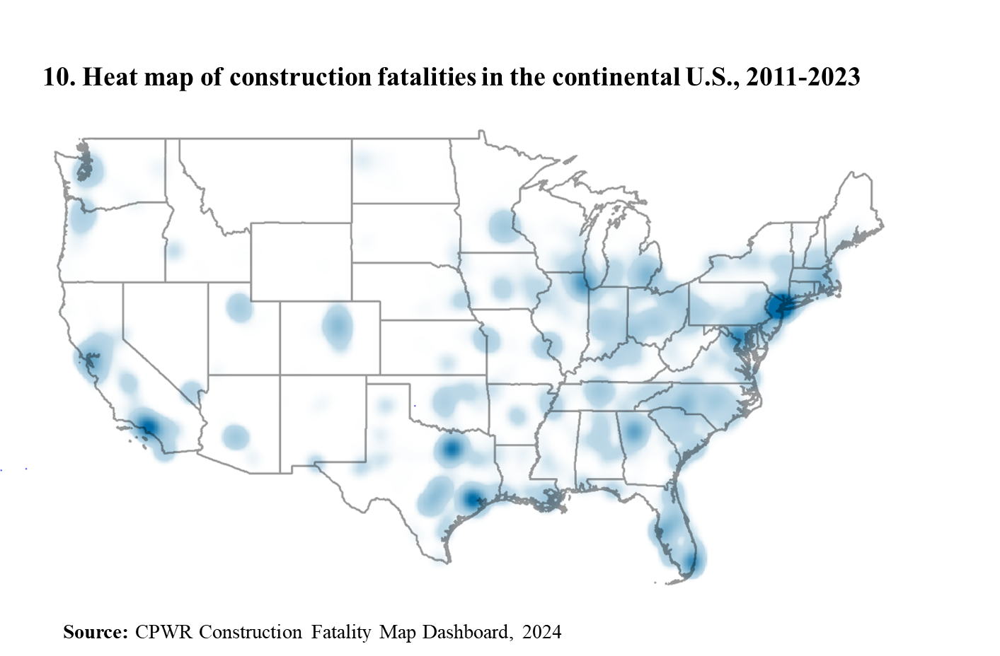 10. Heat map of construction fatalities in the continental U.S., 2011-2023
Source: CPWR Construction Fatality Map Dashboard, 2024